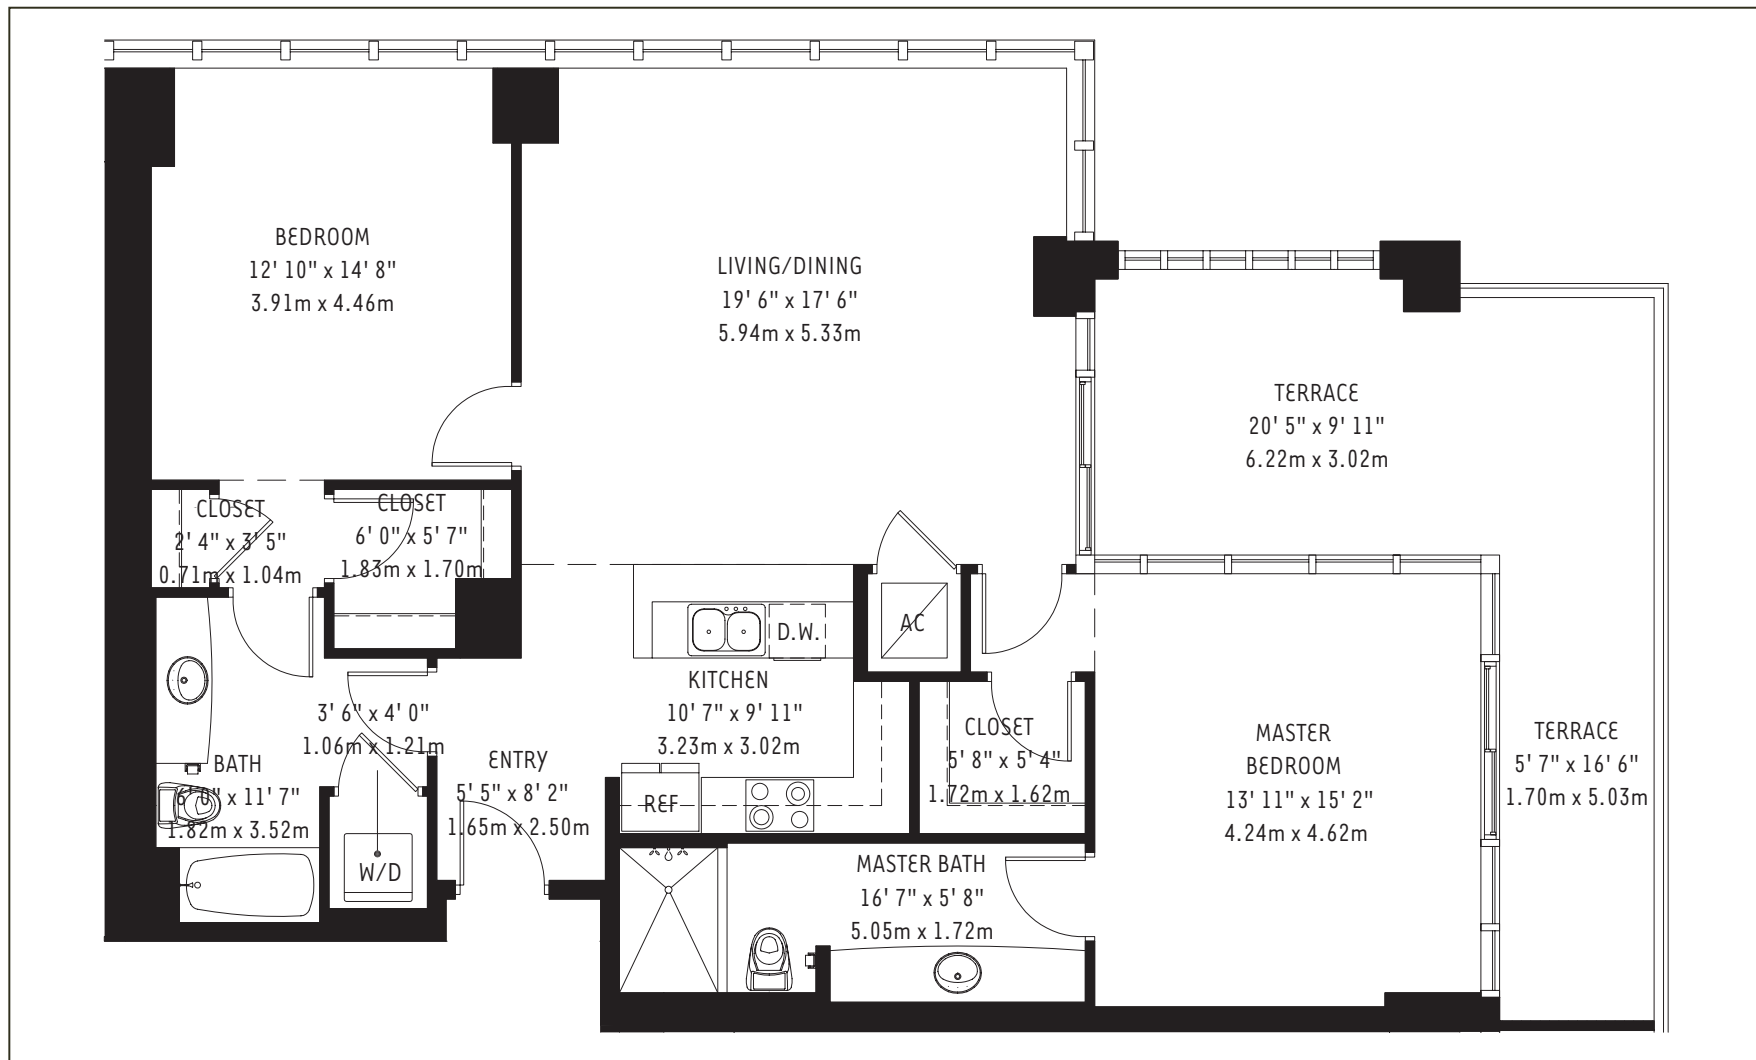 BEDROOM
12' 10" x 14' 8"
3.91m x 4.46m
LIVING/DINING
19' 6" x 17' 6"
5.94m x 5.33m
TERRACE
20' 5" x 9' 11"
6.22m x 3.02m
CLOSET
2' 4" x 3' 5"
0.71m x 1.04m
CLOSET
6' 0" x 5' 7"
1.83m x 1.70m
AC
D.W.
KITCHEN
10' 7" x 9' 11"
3.23m x 3.02m
REF
3' 6" x 4' 0"
1.06m x 1.21m
BATH
6' 0" x 11' 7"
1.82m x 3.52m
W/D
ENTRY
5' 5" x 8' 2"
1.65m x 2.50m
CLOSET
5' 8" x 5' 4"
1.72m x 1.62m
MASTER
BEDROOM
13' 11" x 15' 2"
4.24m x 4.62m
TERRACE
5' 7" x 16' 6"
1.70m x 5.03m
MASTER BATH
16' 7" x 5' 8"
5.05m x 1.72m